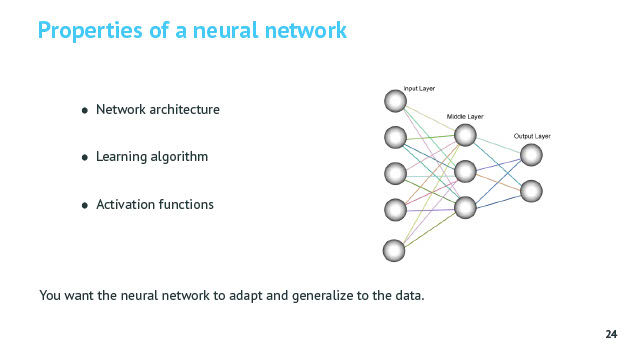 Properties of a neural network
● Network architecture
● Learning algorithm
● Activation functions
Input Layer
Middle Layer
Output Layer
You want the neural network to adapt and generalize to the data.
24